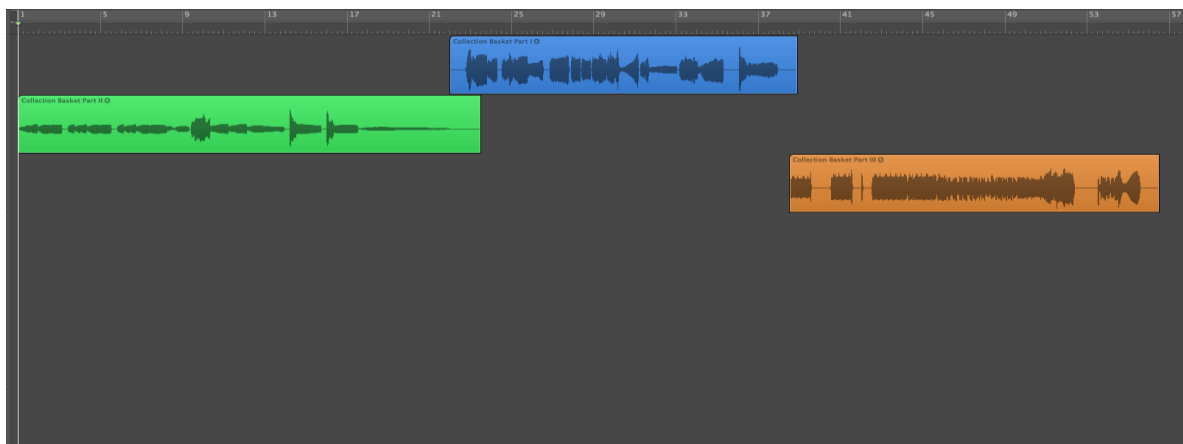 1 5 9 13 17 21 25 29 33 37 41 45 49 53 57
Collection Basket Part I
Collection Basket Part II
Collection Basket Part III